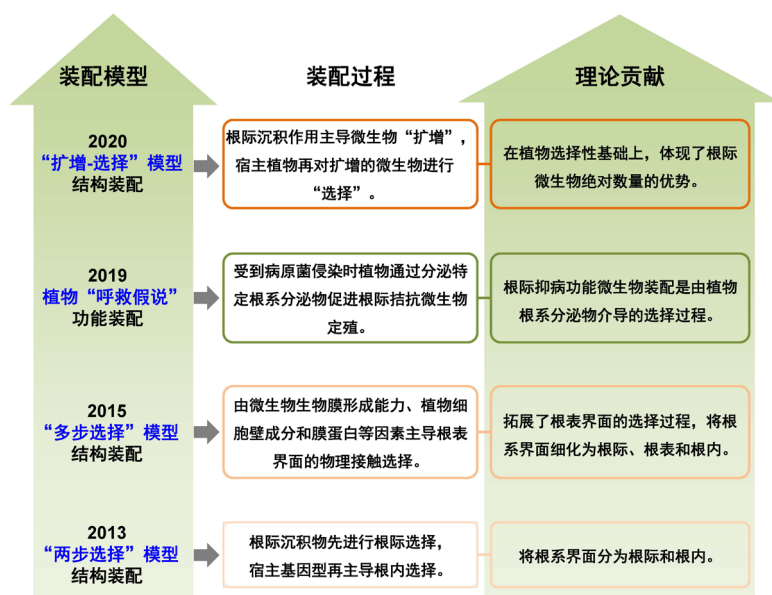 装配模型
装配过程
理论贡献
2020
“扩增-选择”模型
结构装配
根际沉积作用主导微生物“扩增”，
宿主植物再对扩增的微生物进行
“选择”。
在植物选择性基础上，体现了根际
微生物绝对数量的优势。
2019
植物“呼救假说”
功能装配
受到病原菌侵染时植物通过分泌特
定根系分泌物促进根际拮抗微生物
定殖。
根际抑病功能微生物装配是由植物
根系分泌物介导的选择过程。
2015
“多步选择”模型
结构装配
由微生物生物膜形成能力、植物细
胞壁成分和膜蛋白等因素主导根表
界面的物理接触选择。
拓展了根表界面的选择过程，将根
系界面细化为根际、根表和根内。
2013
“两步选择”模型
结构装配
根际沉积物先进行根际选择，
宿主基因型再主导根内选择。
将根系界面分为根际和根内。